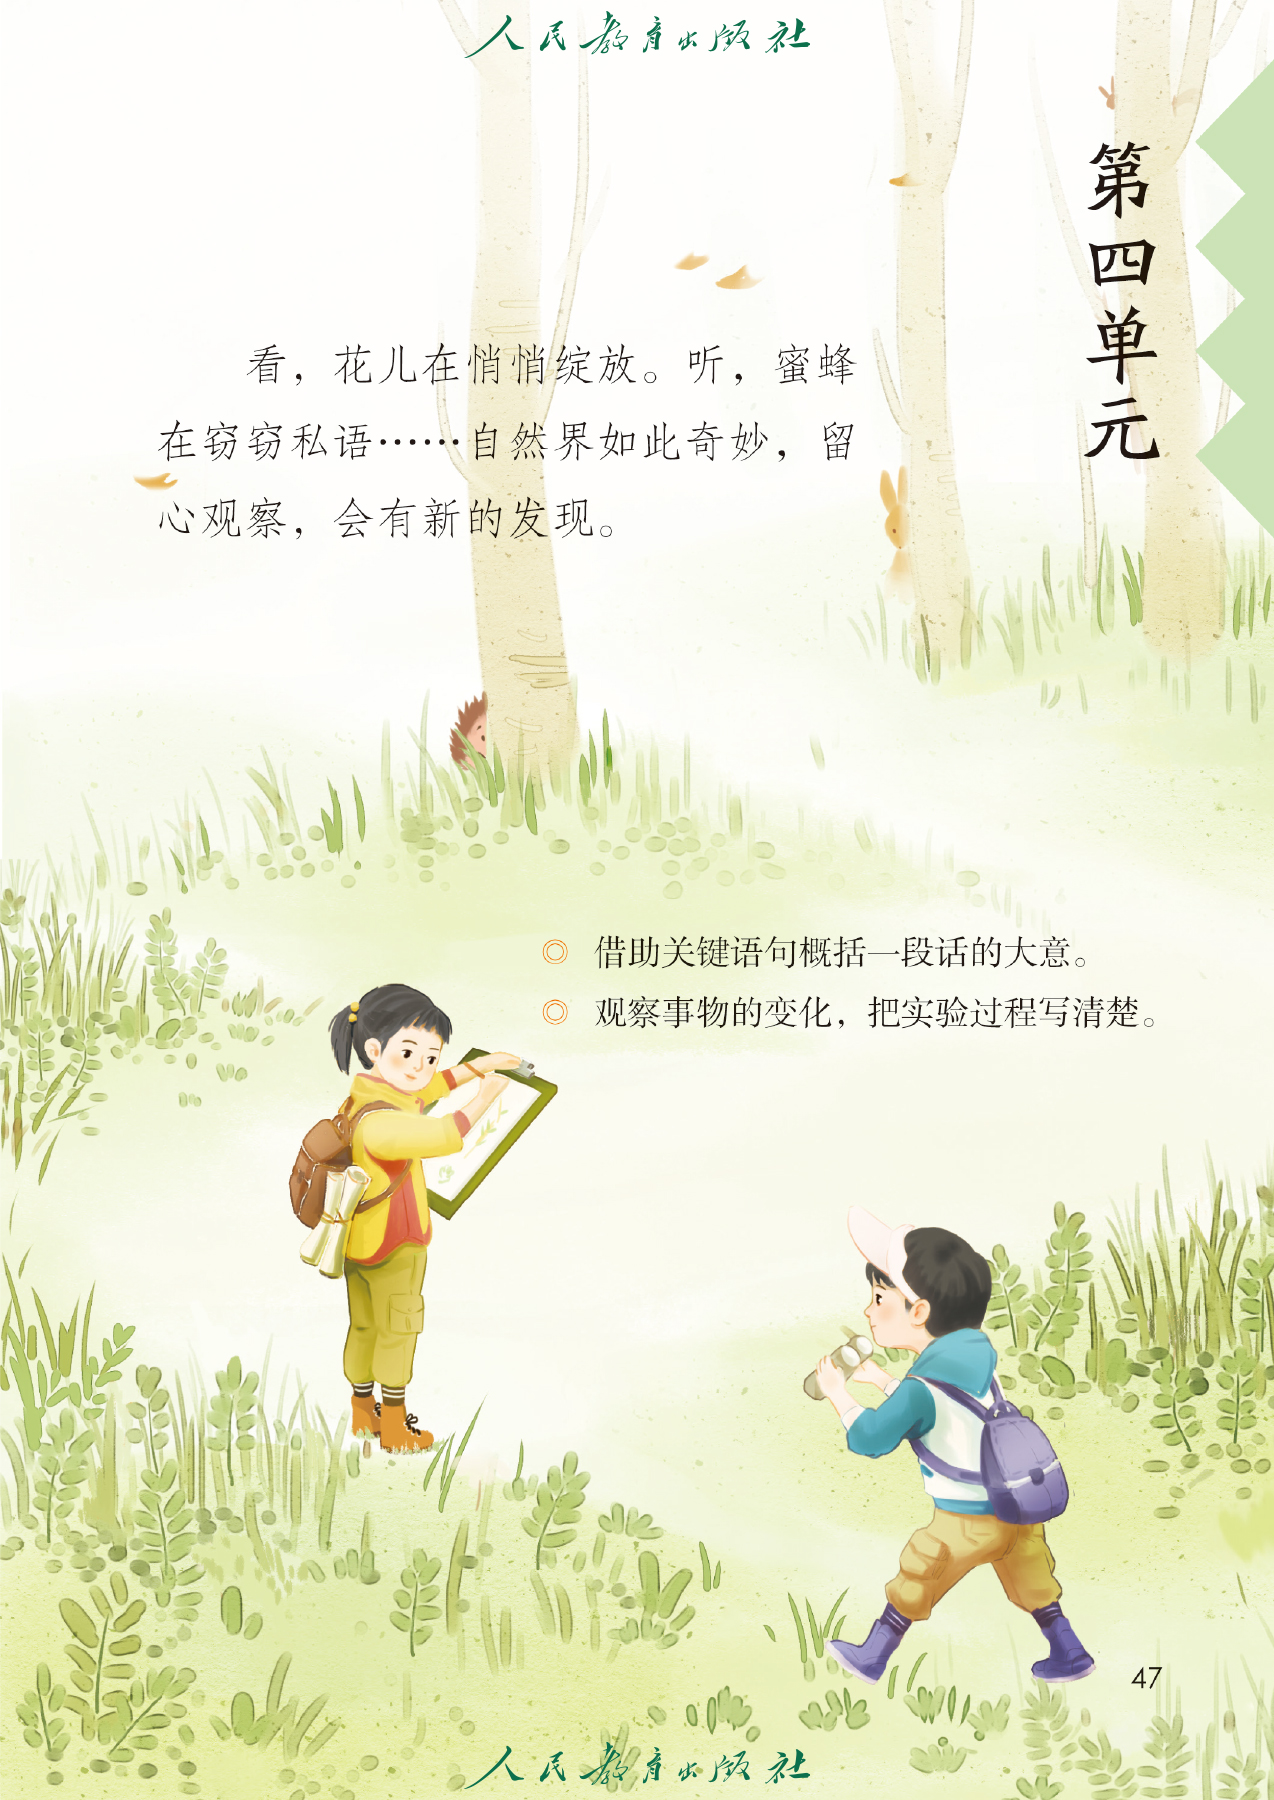 人民教育出版社
第四单元
看，花儿在悄悄绽放。听，蜜蜂
在窃窃私语……自然界如此奇妙，留
心观察，会有新的发现。
◎ 借助关键语句概括一段话的大意。
◎ 观察事物的变化，把实验过程写清楚。
47
人民教育出版社